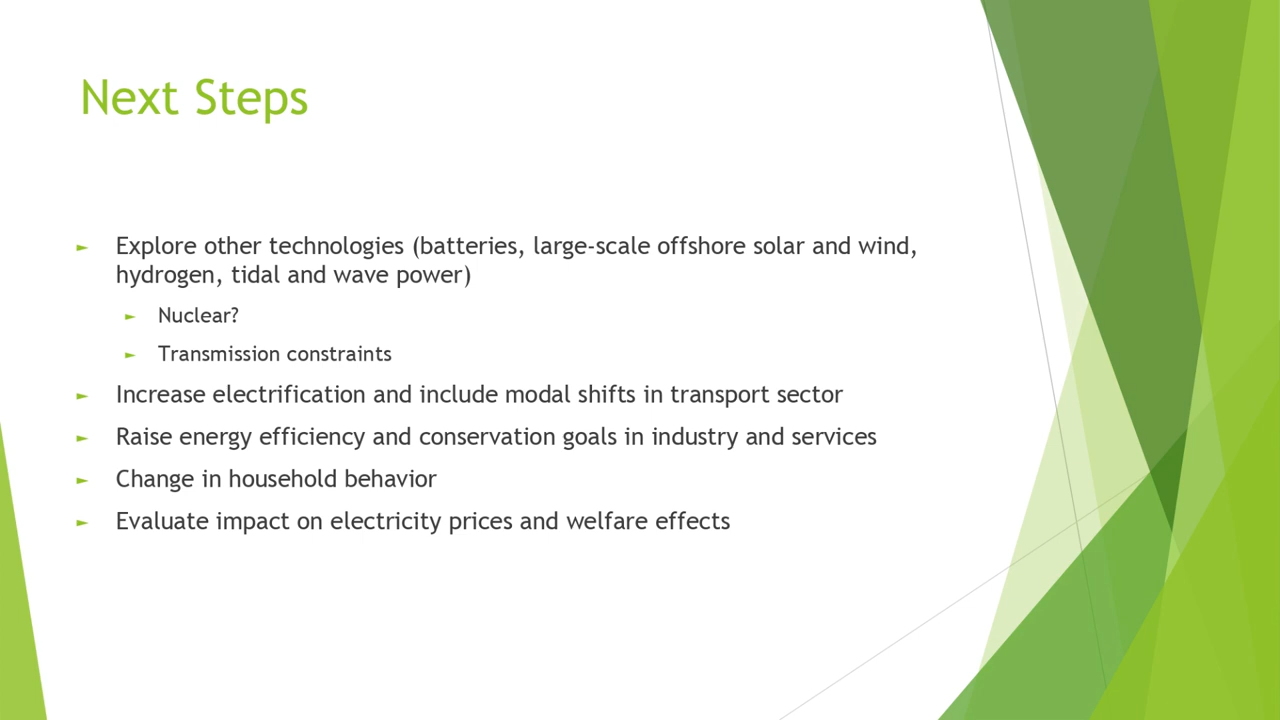 Next Steps
► Explore other technologies (batteries, large-scale offshore solar and wind,
hydrogen, tidal and wave power)
► Nuclear?
► Transmission constraints
► Increase electrification and include modal shifts in transport sector
► Raise energy efficiency and conservation goals in industry and services
► Change in household behavior
► Evaluate impact on electricity prices and welfare effects